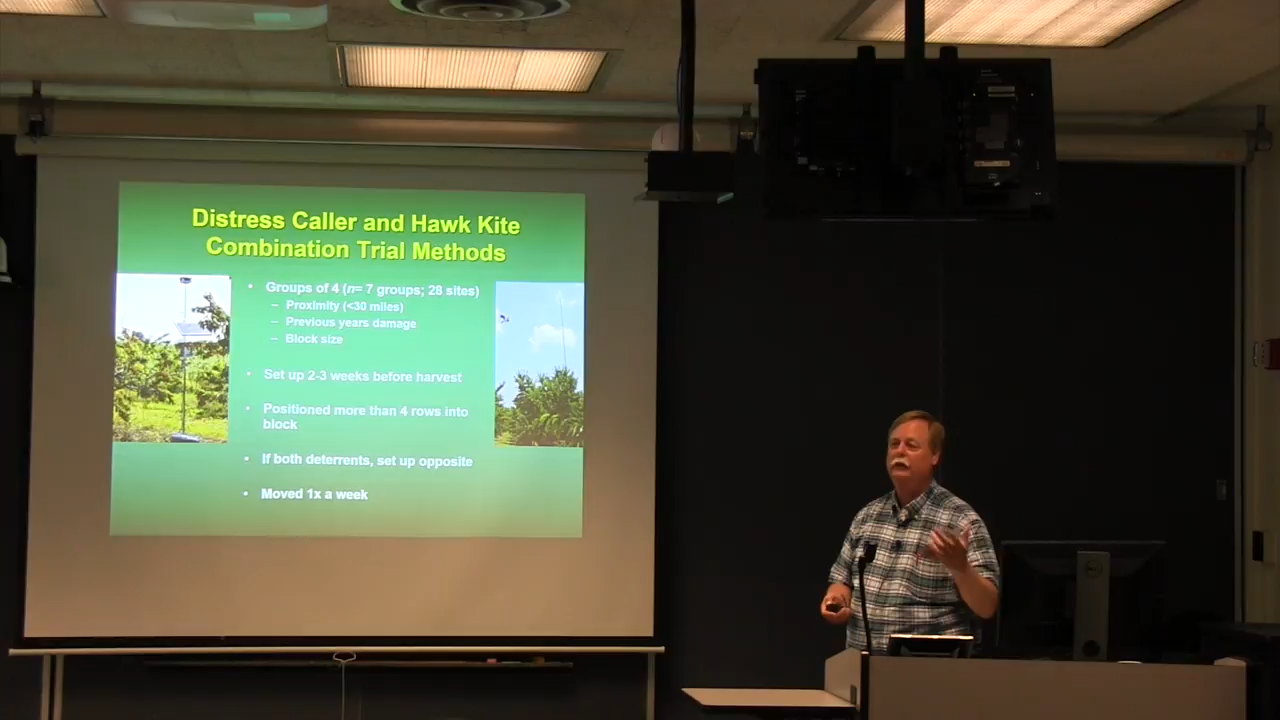 Distress Caller and Hawk Kite
Combination Trial Methods
• Groups of 4 (n= 7 groups; 28 sites)
– Proximity (<30 miles)
– Previous years damage
– Block size
• Set up 2-3 weeks before harvest
• Positioned more than 4 rows into
block
• If both deterrents, set up opposite
• Moved 1x a week